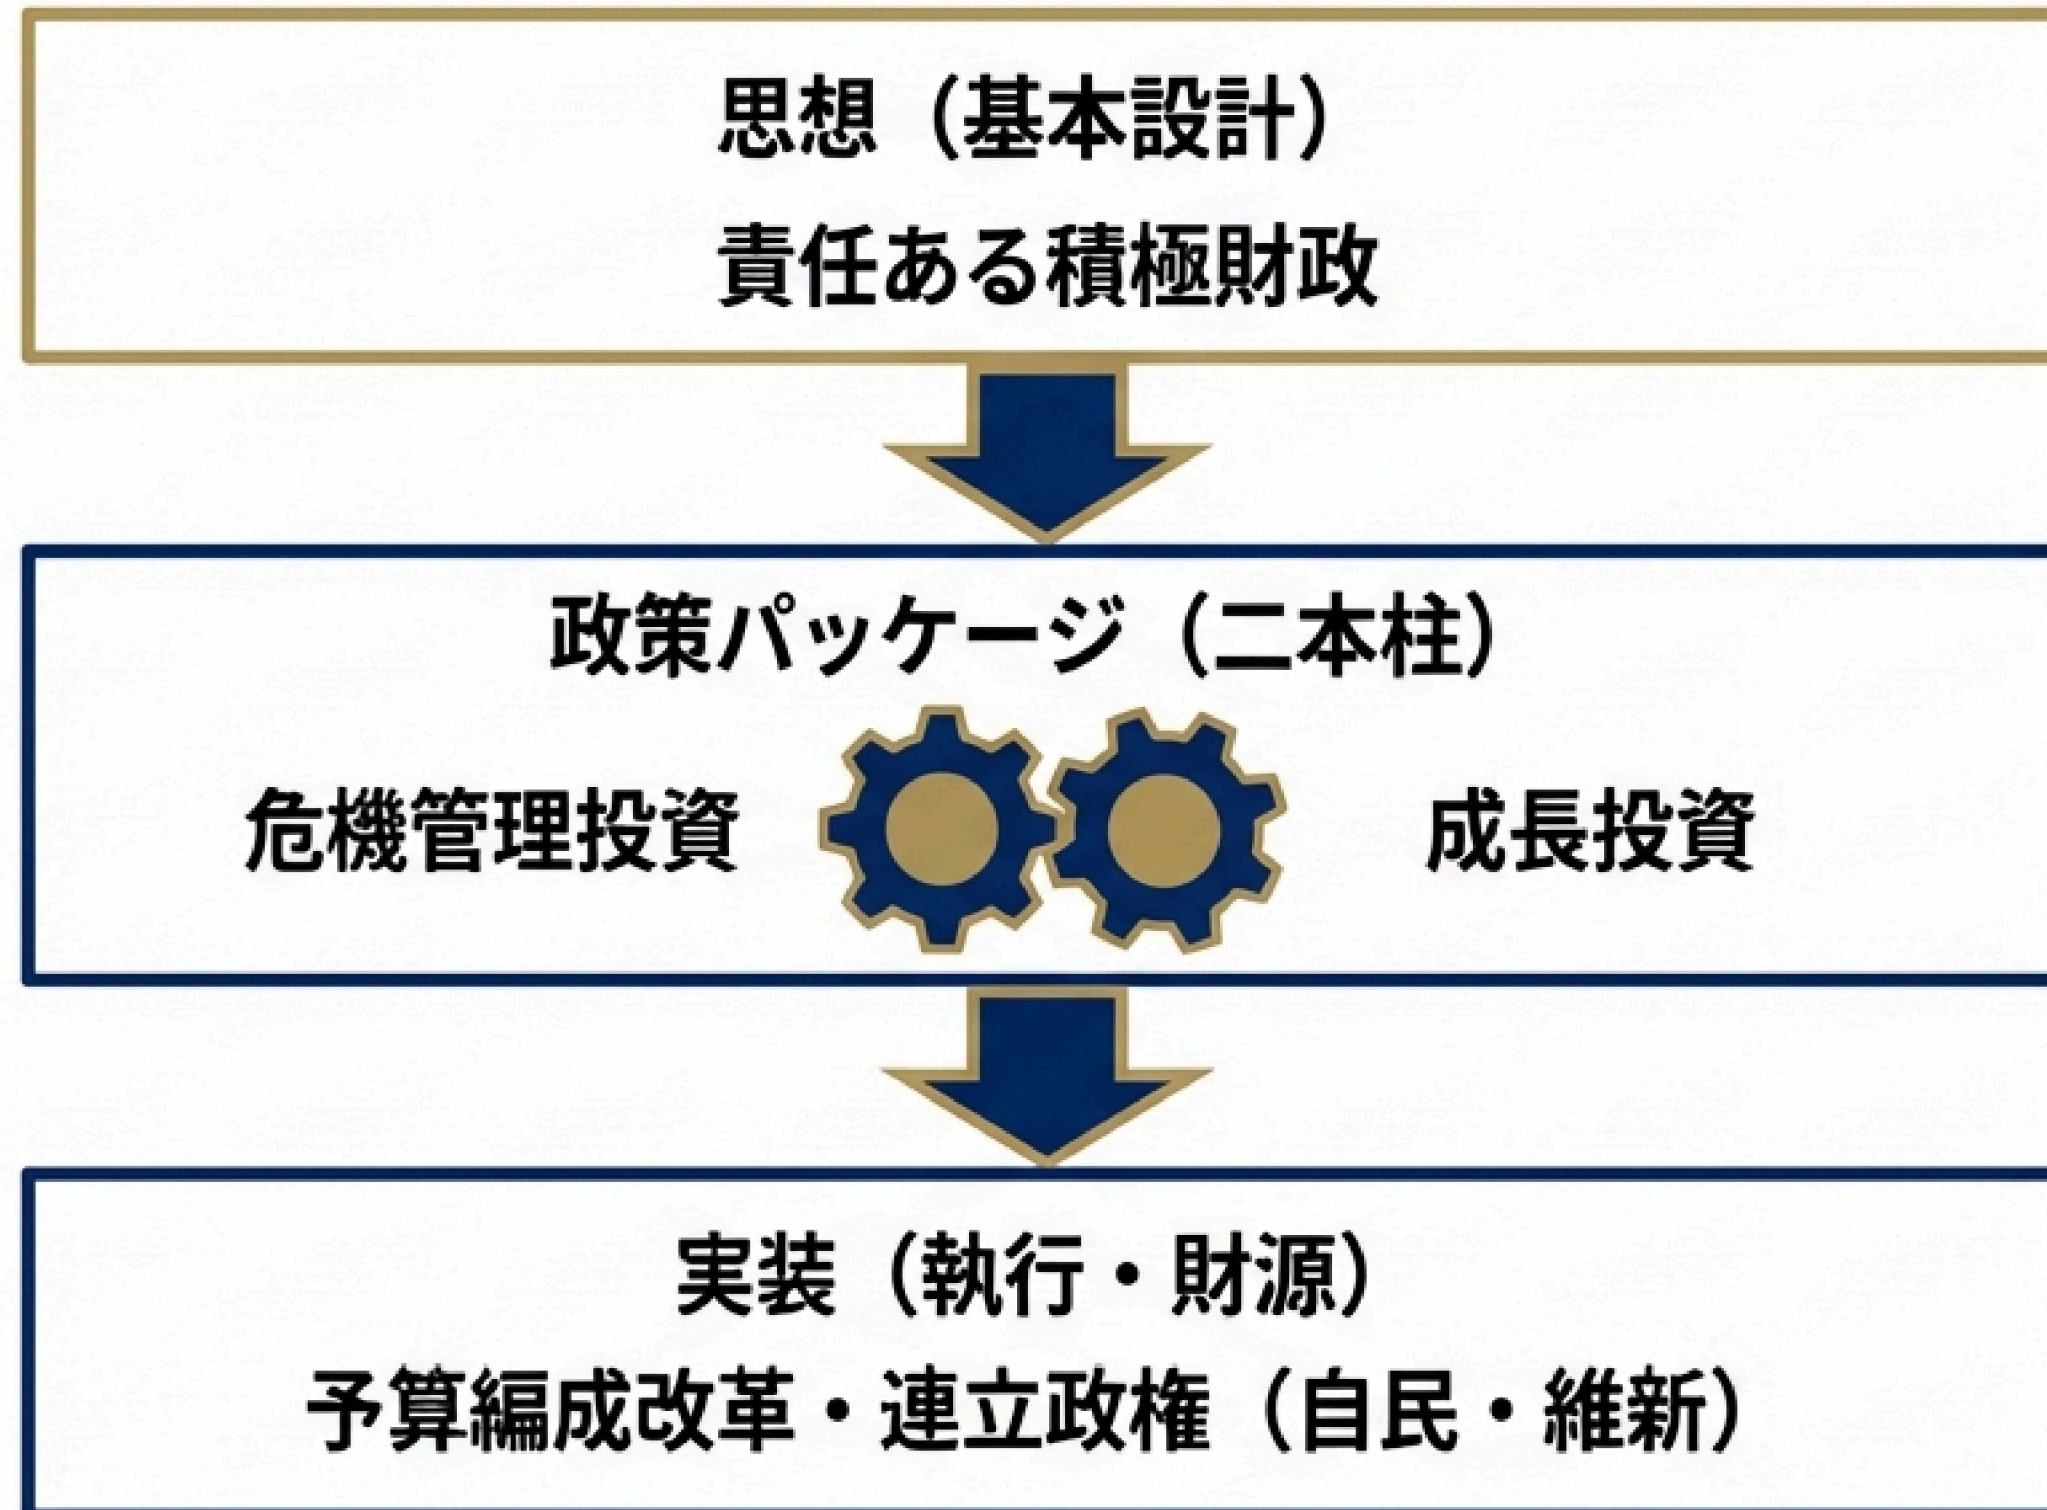 思想（基本設計）
責任ある積極財政
政策パッケージ（二本柱）
危機管理投資
成長投資
実装（執行・財源）
予算編成改革・連立政権（自民・維新）